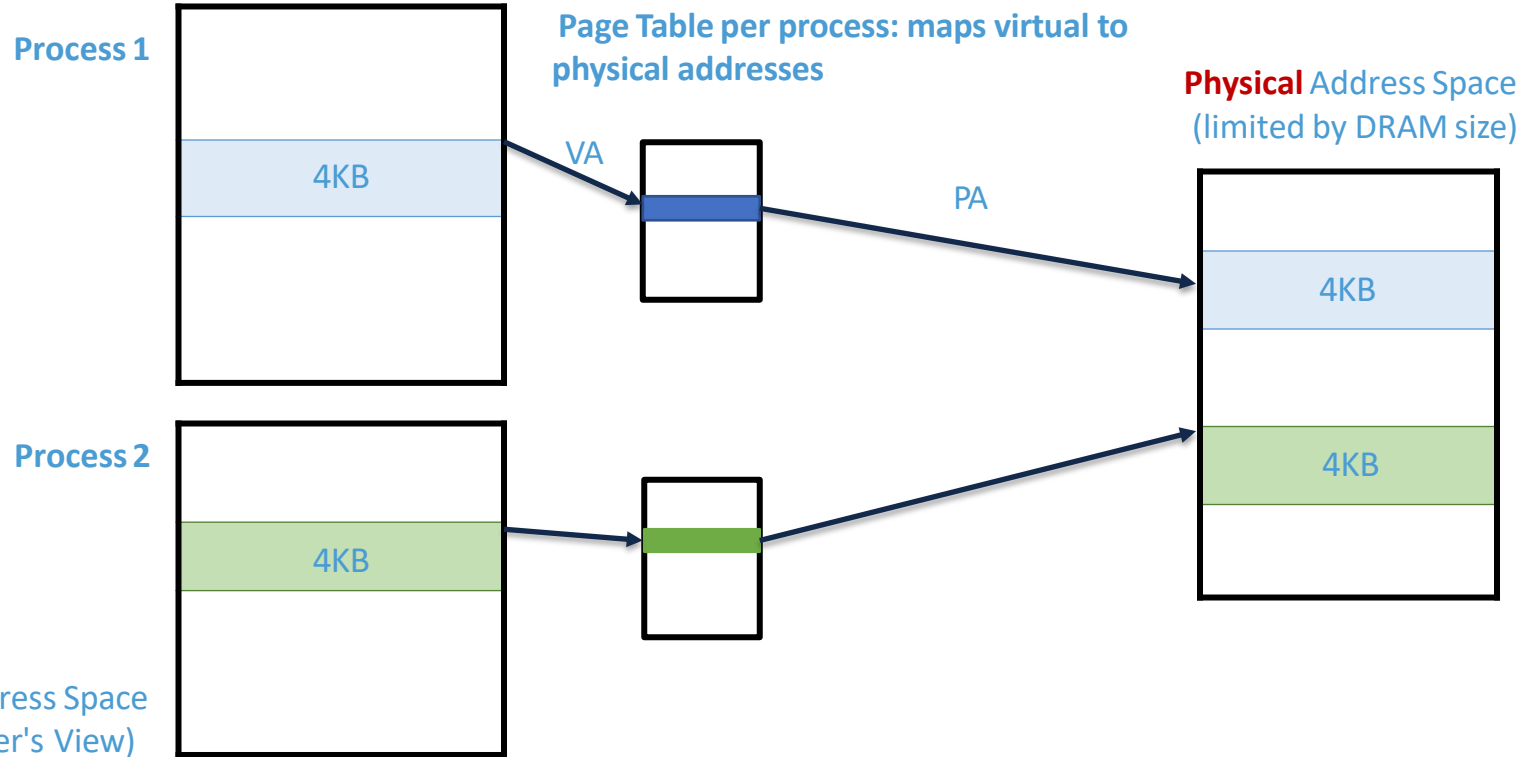 Process 1
Page Table per process: maps virtual to
physical addresses
Physical Address Space
(limited by DRAM size)
4KB
VA
PA
4KB
Process 2
4KB
4KB
ress Space
er's View)